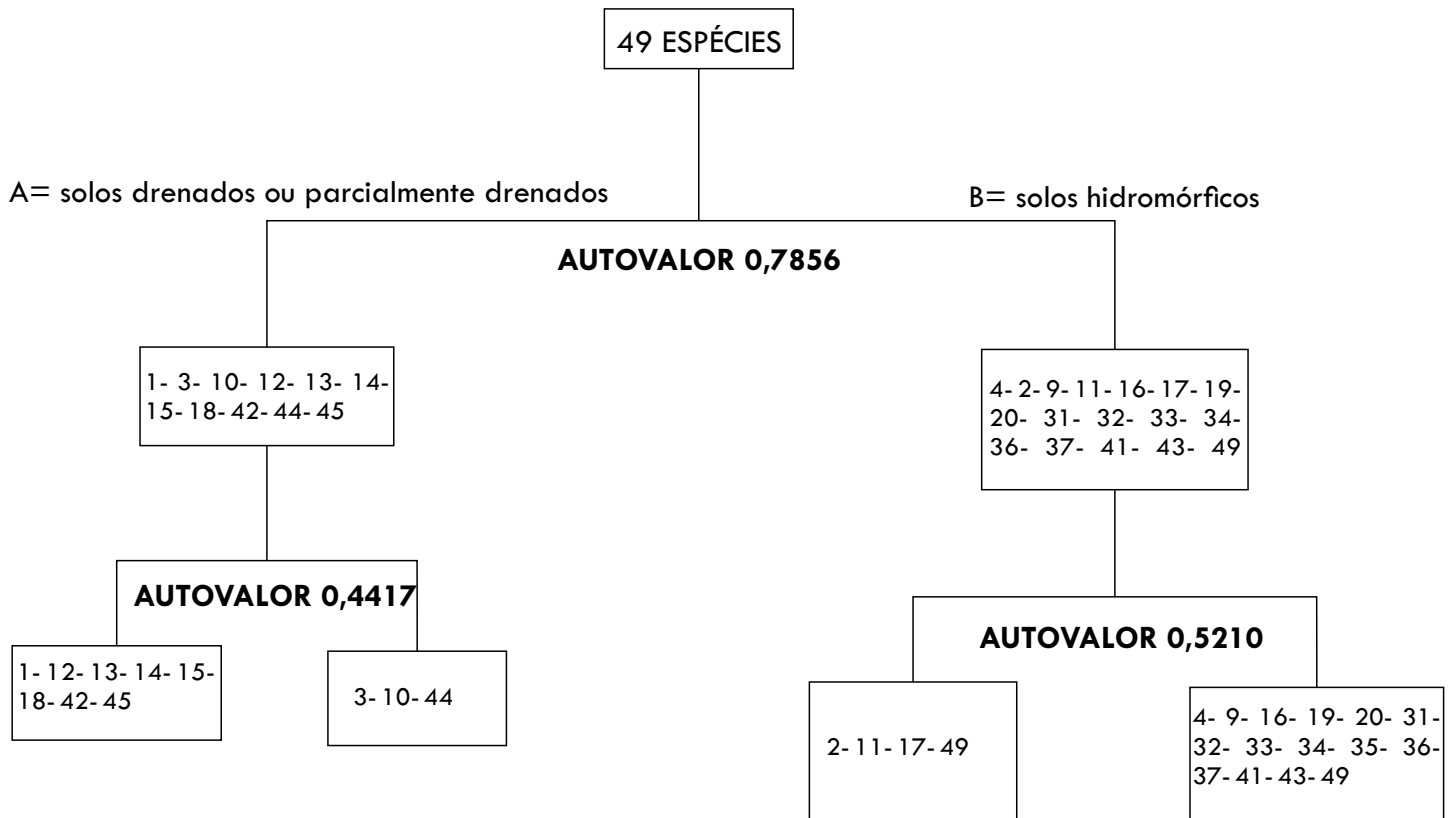 49 ESPÉCIES
A= solos drenados ou parcialmente drenados
B= solos hidromórficos
AUTOVALOR 0,7856
1- 3- 10- 12- 13- 14-
15- 18- 42- 44- 45
4- 2- 9- 11- 16- 17- 19-
20- 31- 32- 33- 34-
36- 37- 41- 43- 49
AUTOVALOR 0,4417
AUTOVALOR 0,5210
1- 12- 13- 14- 15-
18- 42- 45
3- 10- 44
2- 11- 17- 49
4- 9- 16- 19- 20- 31-
32- 33- 34- 35- 36-
37- 41- 43- 49